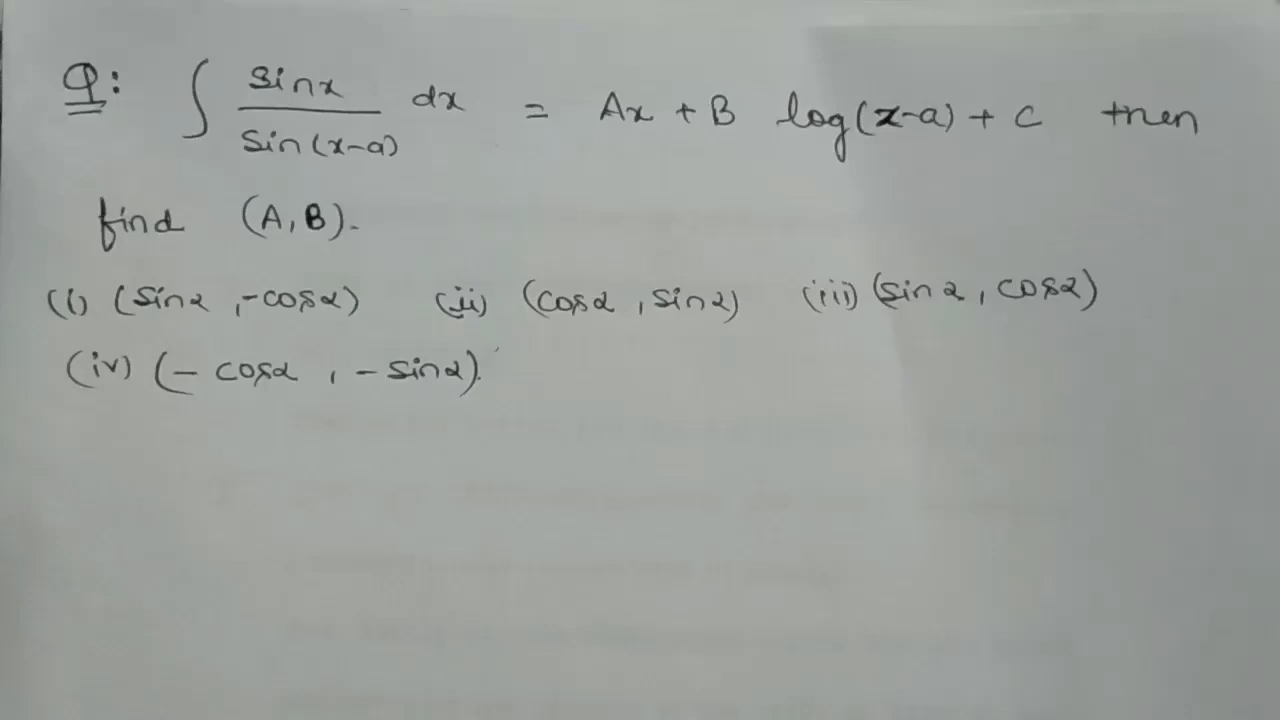 Q: ∫ sinx / sin(x-a) dx = Ax + B log(x-a) + C then
find (A, B).
(i) (sinα, -cosα) (ii) (cosα, sinα) (iii) (sinα, cosα)
(iv) (- cosα, - sinα).